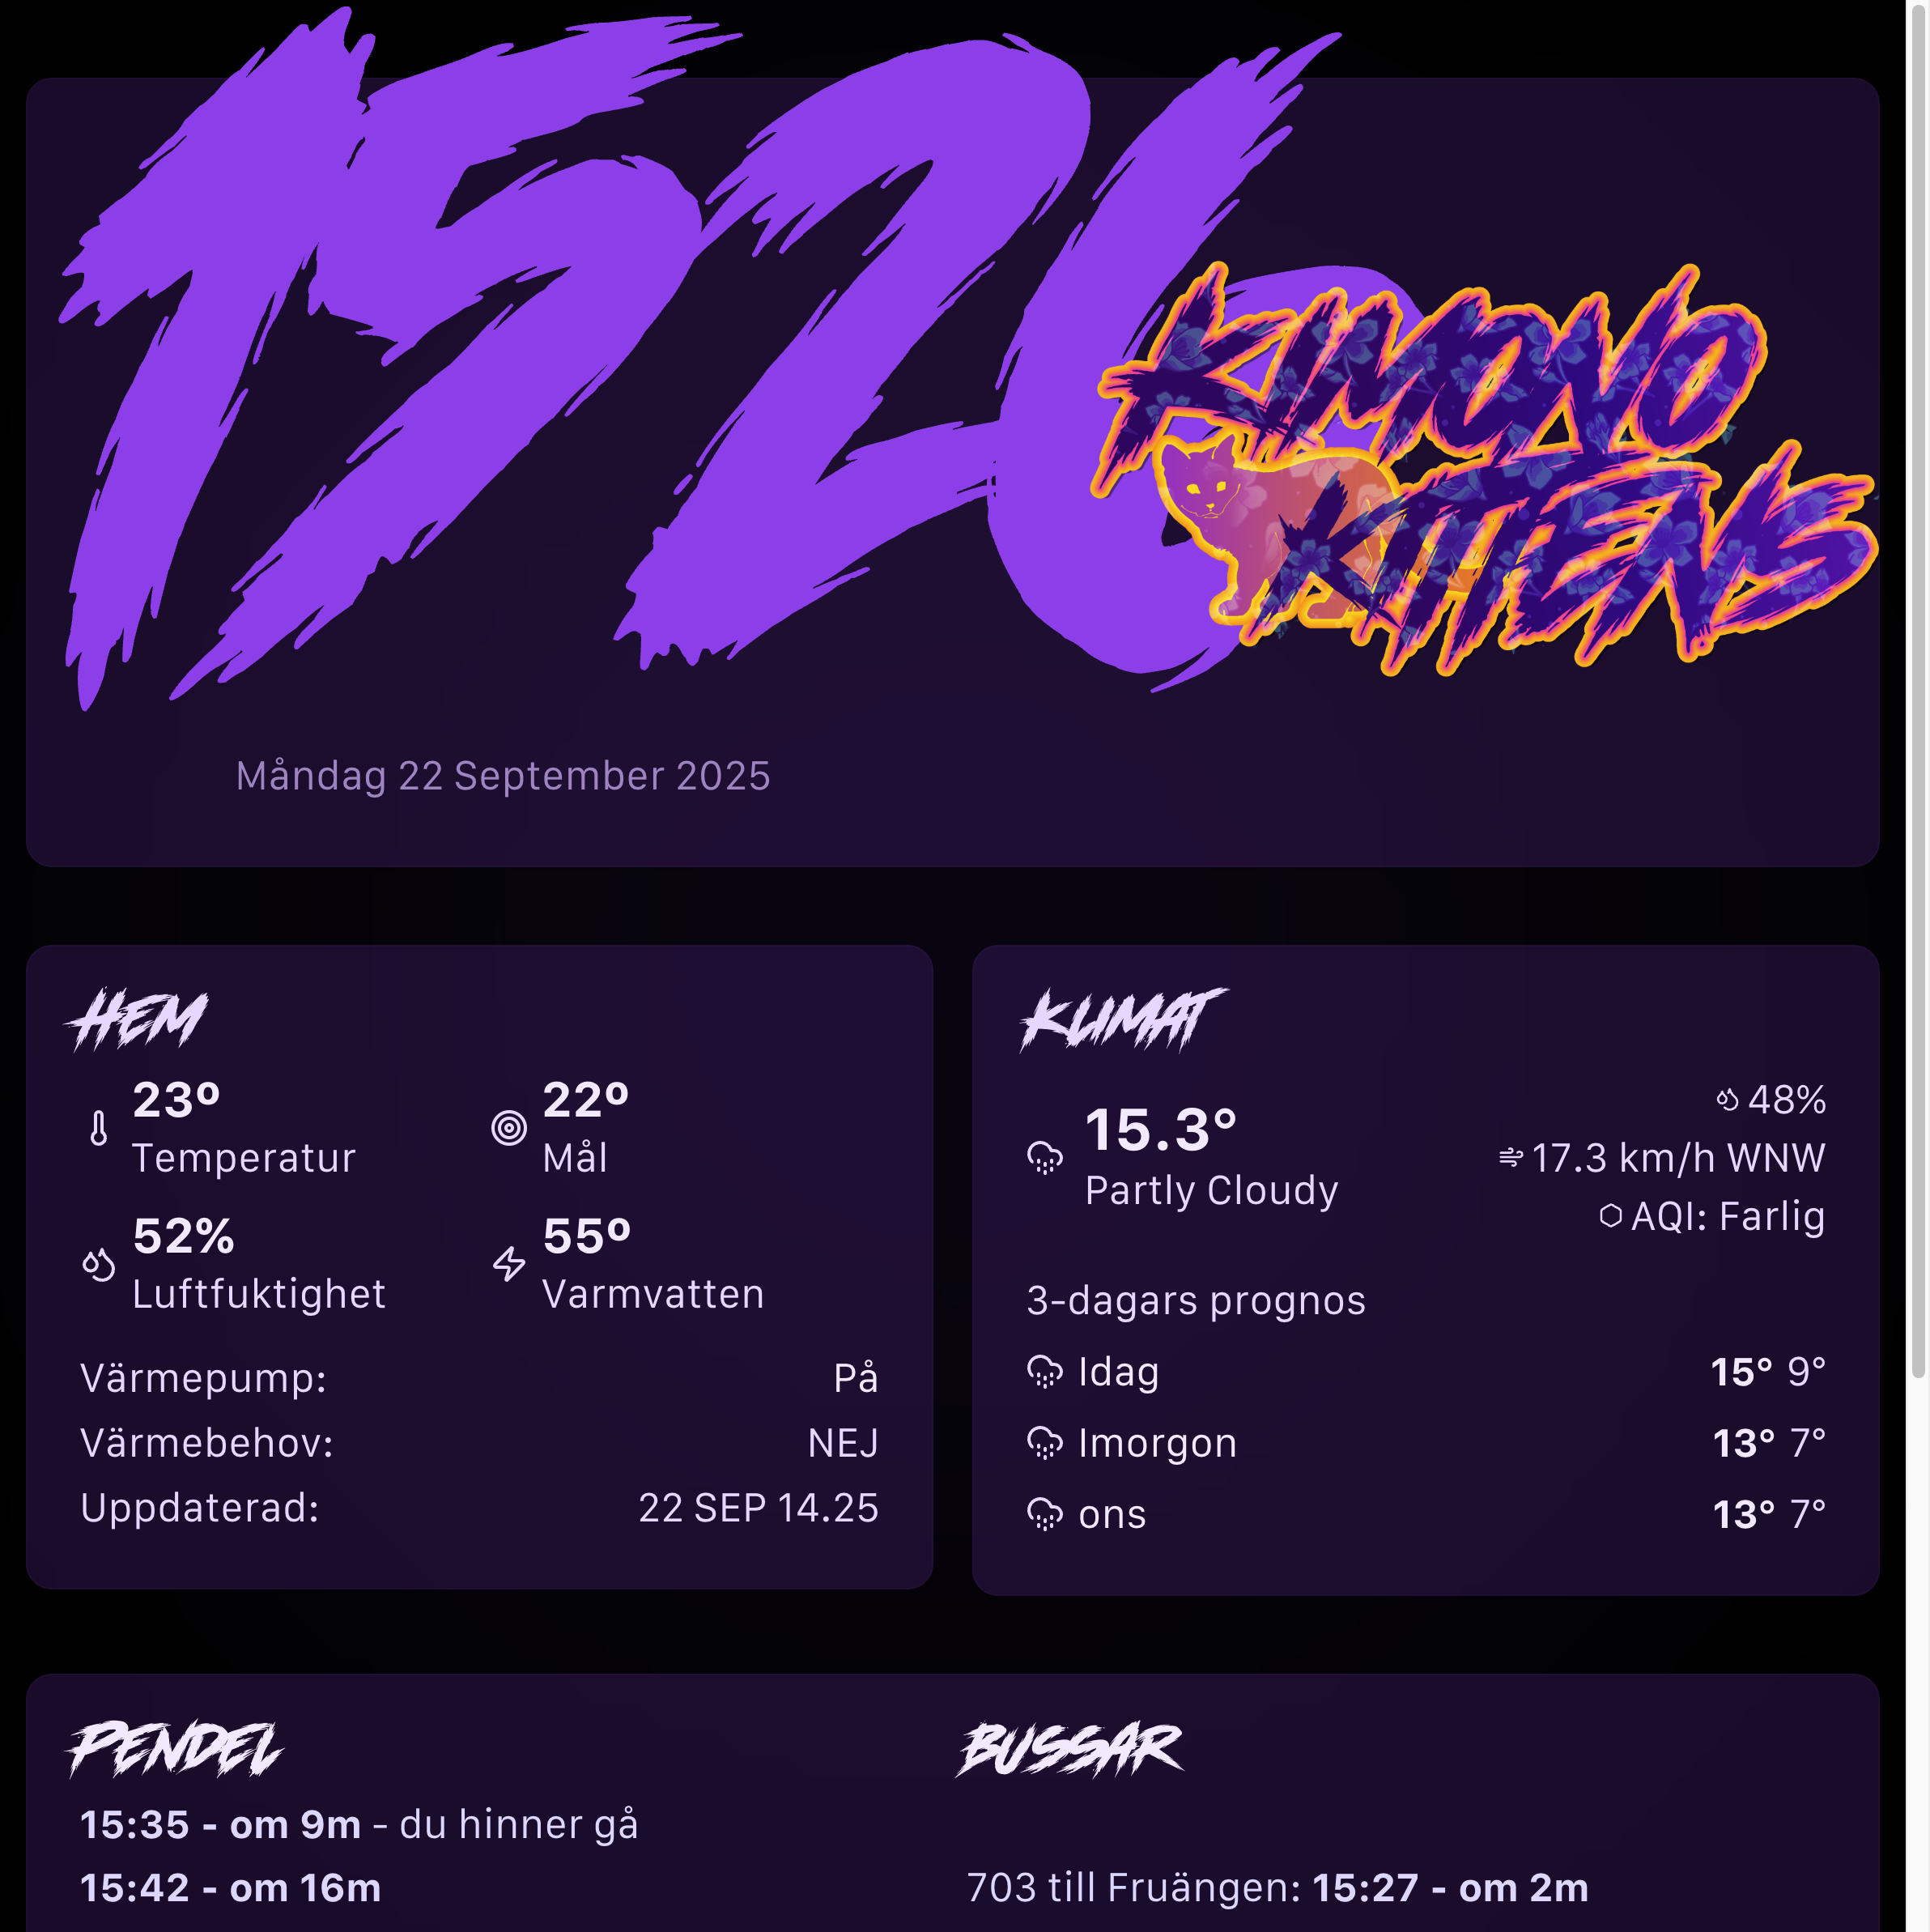 1526
KIMONO
KITTENS
Måndag 22 September 2025
HEM
23º
Temperatur
22º
Mål
52%
Luftfuktighet
55º
Varmvatten
Värmepump: På
Värmebehov: NEJ
Uppdaterad: 22 SEP 14.25
KLIMAT
15.3°
Partly Cloudy
48%
17.3 km/h WNW
AQI: Farlig
3-dagars prognos
Idag 15° 9°
Imorgon 13° 7°
ons 13° 7°
PENDEL
15:35 - om 9m - du hinner gå
15:42 - om 16m
BUSSAR
703 till Fruängen: 15:27 - om 2m